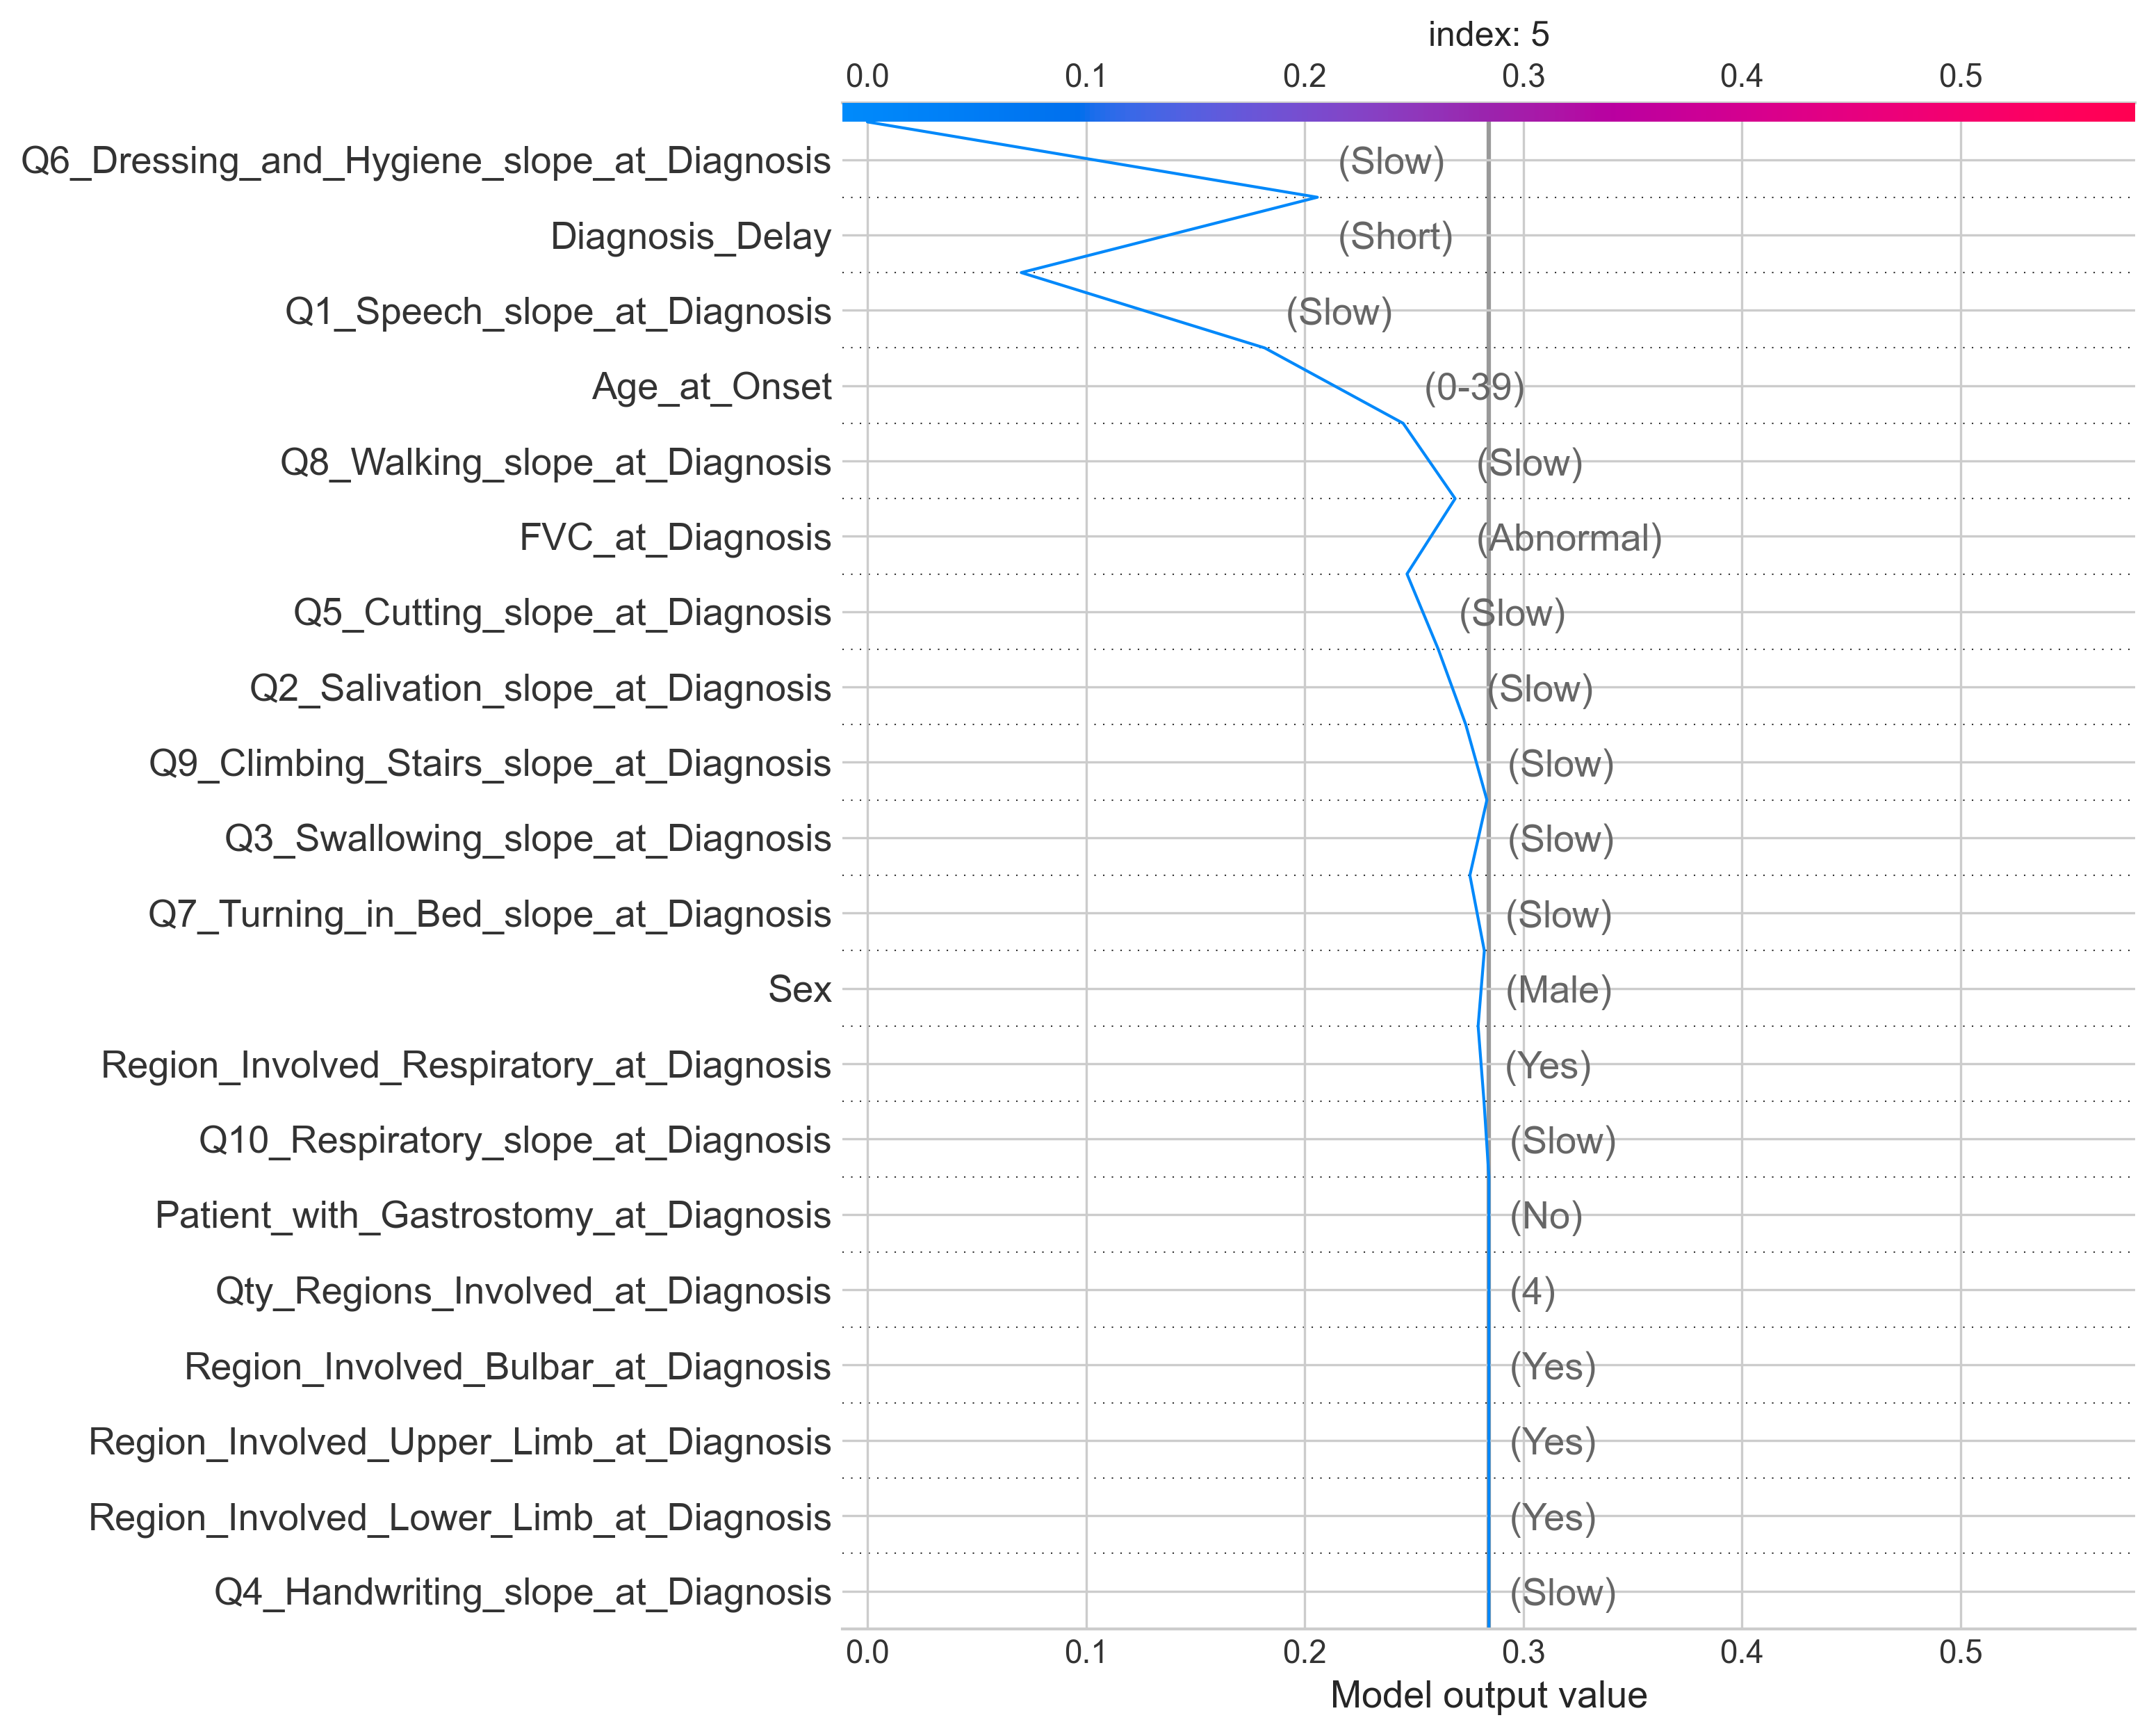 index: 5
0.0 0.1 0.2 0.3 0.4 0.5
Q6_Dressing_and_Hygiene_slope_at_Diagnosis (Slow)
Diagnosis_Delay (Short)
Q1_Speech_slope_at_Diagnosis (Slow)
Age_at_Onset (0-39)
Q8_Walking_slope_at_Diagnosis (Slow)
FVC_at_Diagnosis (Abnormal)
Q5_Cutting_slope_at_Diagnosis (Slow)
Q2_Salivation_slope_at_Diagnosis (Slow)
Q9_Climbing_Stairs_slope_at_Diagnosis (Slow)
Q3_Swallowing_slope_at_Diagnosis (Slow)
Q7_Turning_in_Bed_slope_at_Diagnosis (Slow)
Sex (Male)
Region_Involved_Respiratory_at_Diagnosis (Yes)
Q10_Respiratory_slope_at_Diagnosis (Slow)
Patient_with_Gastrostomy_at_Diagnosis (No)
Qty_Regions_Involved_at_Diagnosis (4)
Region_Involved_Bulbar_at_Diagnosis (Yes)
Region_Involved_Upper_Limb_at_Diagnosis (Yes)
Region_Involved_Lower_Limb_at_Diagnosis (Yes)
Q4_Handwriting_slope_at_Diagnosis (Slow)
0.0 0.1 0.2 0.3 0.4 0.5
Model output value